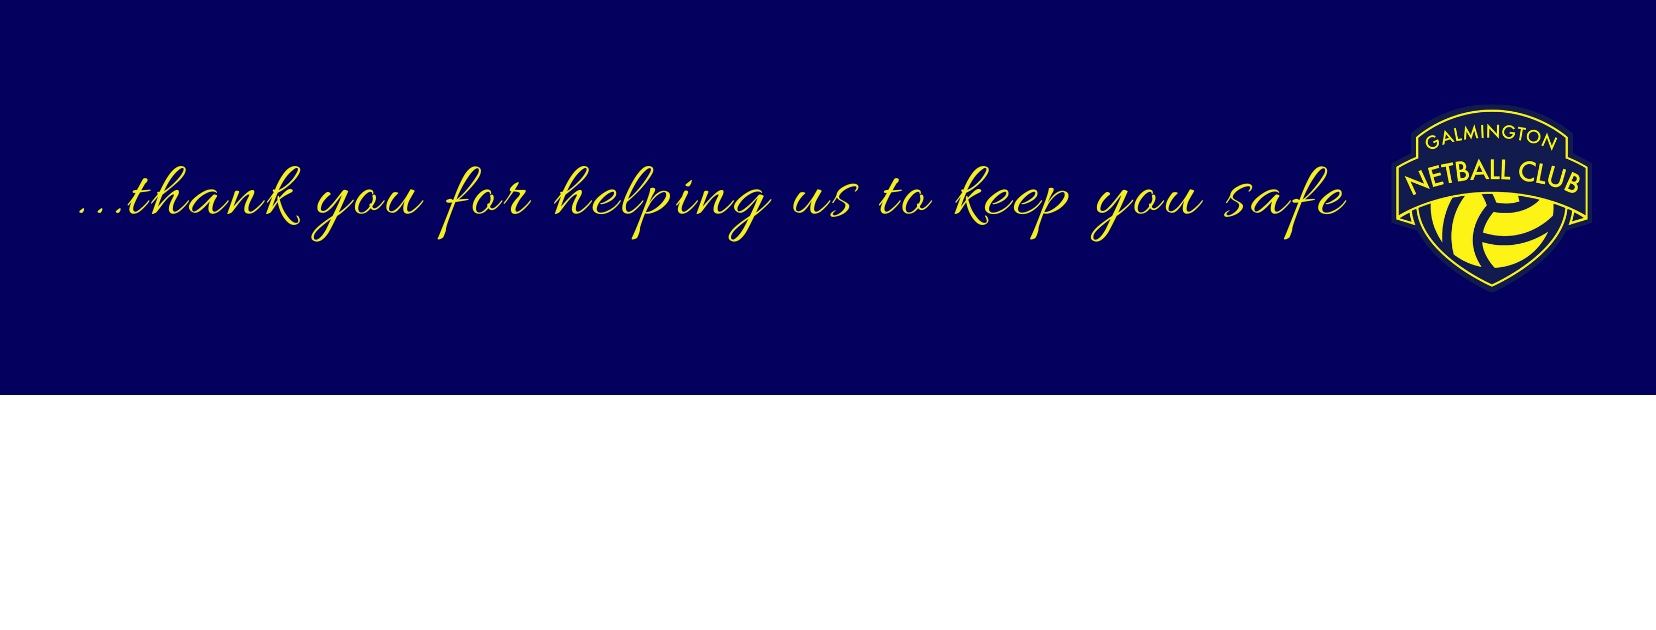 ...thank you for helping us to keep you safe
GALMINGTON
NETBALL CLUB